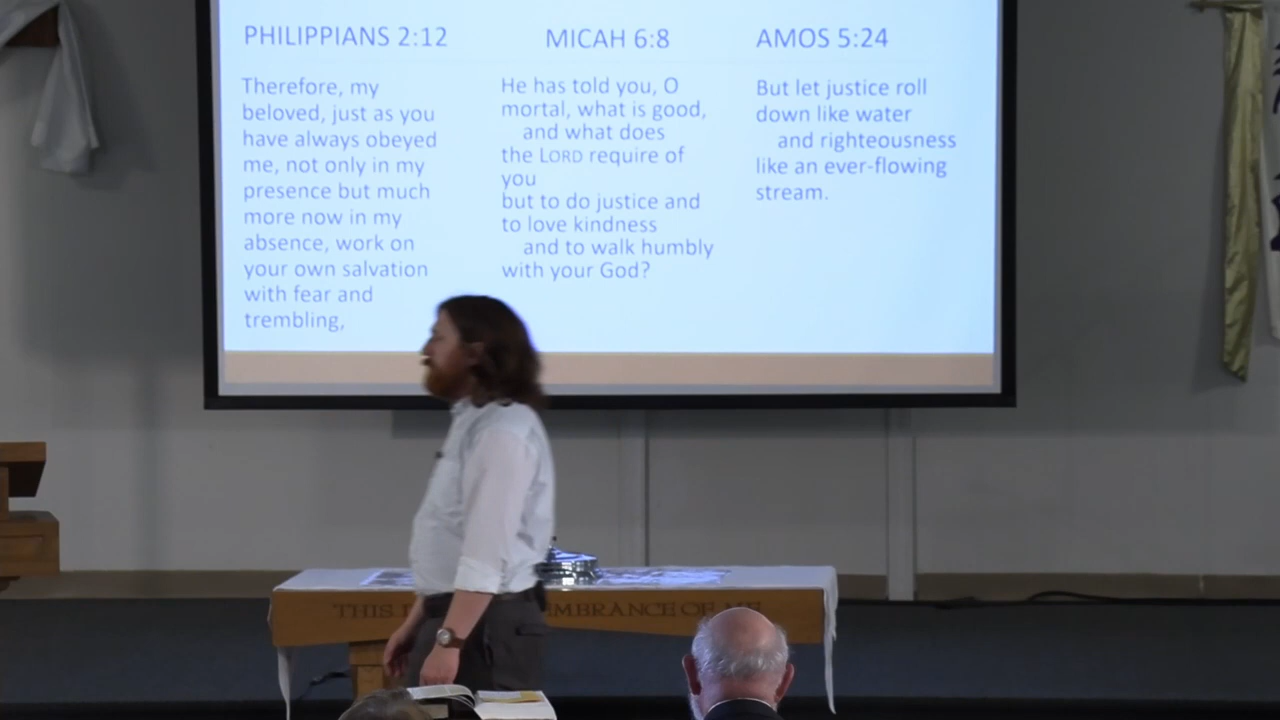 PHILIPPIANS 2:12
Therefore, my
beloved, just as you
have always obeyed
me, not only in my
presence but much
more now in my
absence, work on
your own salvation
with fear and
trembling,
MICAH 6:8
He has told you, O
mortal, what is good,
and what does
the LORD require of
you
but to do justice and
to love kindness
and to walk humbly
with your God?
AMOS 5:24
But let justice roll
down like water
and righteousness
like an ever-flowing
stream.
THIS EMBRANCE OF ME